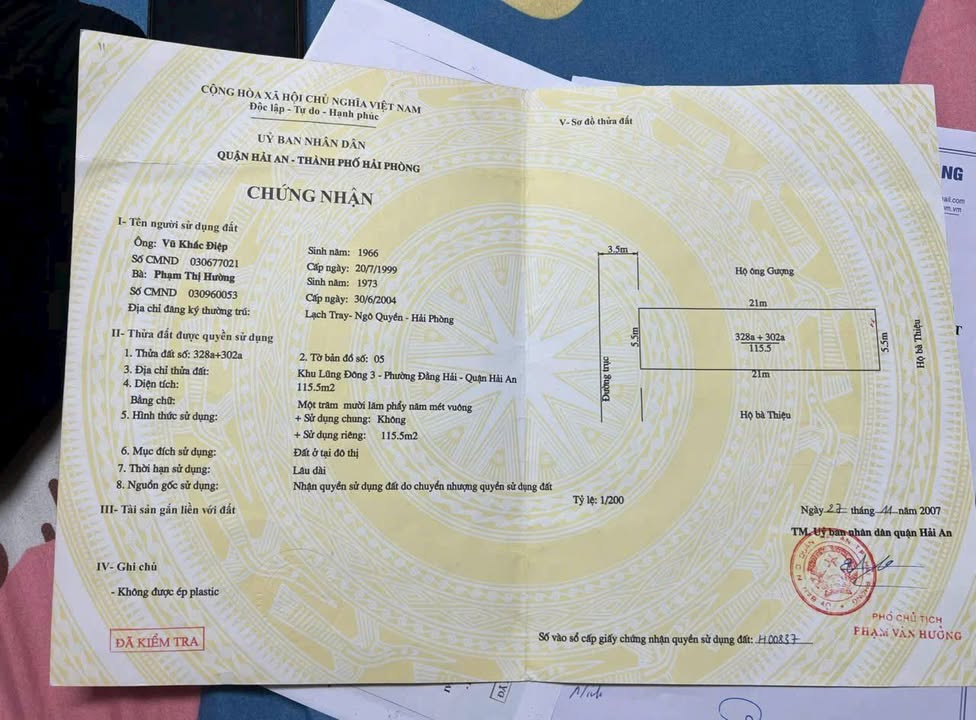 CỘNG HÒA XÃ HỘI CHỦ NGHĨA VIỆT NAM
Độc lập - Tự do - Hạnh phúc
UỶ BAN NHÂN DÂN
QUẬN HẢI AN - THÀNH PHỐ HẢI PHÒNG
CHỨNG NHẬN
I- Tên người sử dụng đất
Ông: Vũ Khắc Điệp Sinh năm: 1966
Số CMND 030677021 Cấp ngày: 20/7/1999
Bà: Phạm Thị Hường Sinh năm: 1973
Số CMND 030960053 Cấp ngày: 30/6/2004
Địa chỉ đăng ký thường trú: Lạch Tray- Ngô Quyền - Hải Phòng
II- Thửa đất được quyền sử dụng
1. Thửa đất số: 328a+302a 2. Tờ bản đồ số: 05
3. Địa chỉ thửa đất: Khu Lũng Đông 3 - Phường Đằng Hải - Quận Hải An
4. Diện tích: 115.5m2
Bằng chữ: Một trăm mười lăm phẩy năm mét vuông
5. Hình thức sử dụng: + Sử dụng chung: Không
+ Sử dụng riêng: 115.5m2
6. Mục đích sử dụng: Đất ở tại đô thị
7. Thời hạn sử dụng: Lâu dài
8. Nguồn gốc sử dụng: Nhận quyền sử dụng đất do chuyển nhượng quyền sử dụng đất
III- Tài sản gắn liền với đất
IV- Ghi chú
- Không được ép plastic
ĐÃ KIỂM TRA
V- Sơ đồ thửa đất
3.5m
Hộ ông Gượng
21m
5.5m
328a + 302a
115.5
5.5m
Hộ bà Thiệu
21m
Đường trục
Hộ bà Thiệu
Tỷ lệ: 1/200
Ngày 27 tháng 11 năm 2007
TM. Uỷ ban nhân dân quận Hải An
PHÓ CHỦ TỊCH
PHẠM VĂN HƯỞNG
Số vào sổ cấp giấy chứng nhận quyền sử dụng đất: H00837
NG